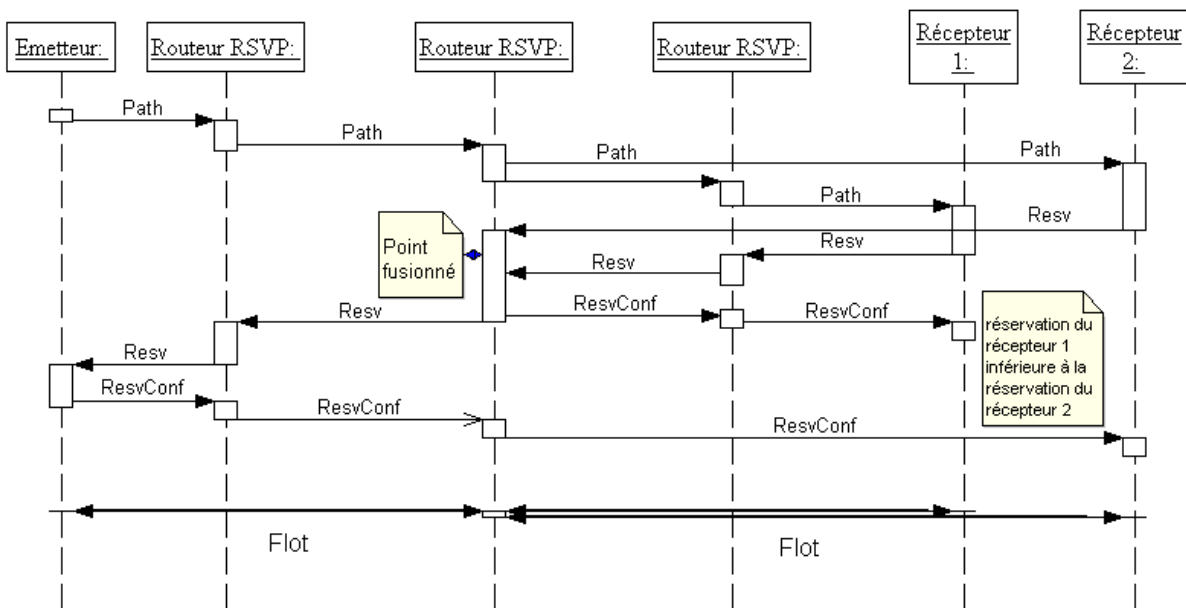 Emetteur:
Routeur RSVP:
Routeur RSVP:
Routeur RSVP:
Récepteur
1:
Récepteur
2:
Path
Path
Path
Path
Path
Resv
Resv
Point
fusionné
Resv
Resv
ResvConf
ResvConf
réservation du
récepteur 1
inférieure à la
réservation du
récepteur 2
Resv
ResvConf
ResvConf
ResvConf
Flot
Flot